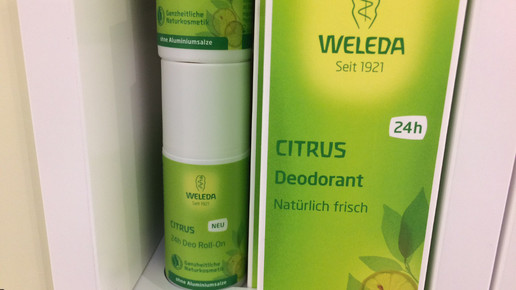 Ganzheitliche
Naturkosmetik
ohne Aluminiumsalze
WELEDA
Seit 1921
CITRUS
NEU
24h Deo Roll-On
Ganzheitliche
Naturkosmetik
ohne Aluminiumsalze
WELEDA
Seit 1921
24h
CITRUS
Deodorant
Natürlich frisch